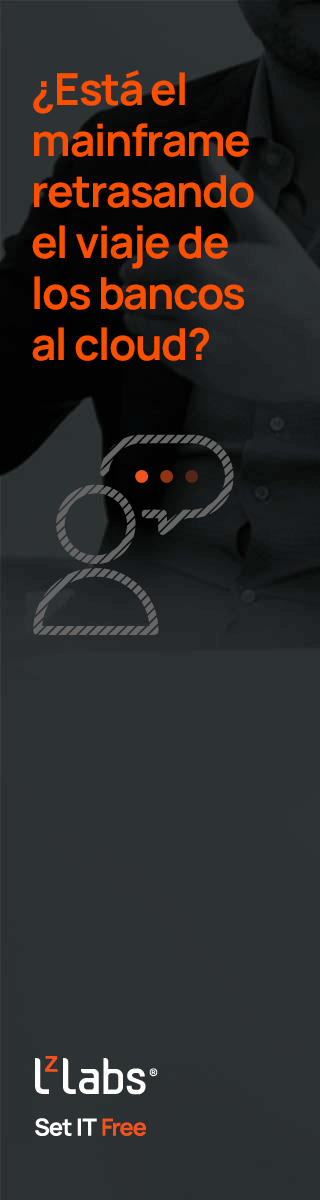 ¿Está el
mainframe
retrasando
el viaje de
los bancos
al cloud?
lzlabs®
Set IT Free